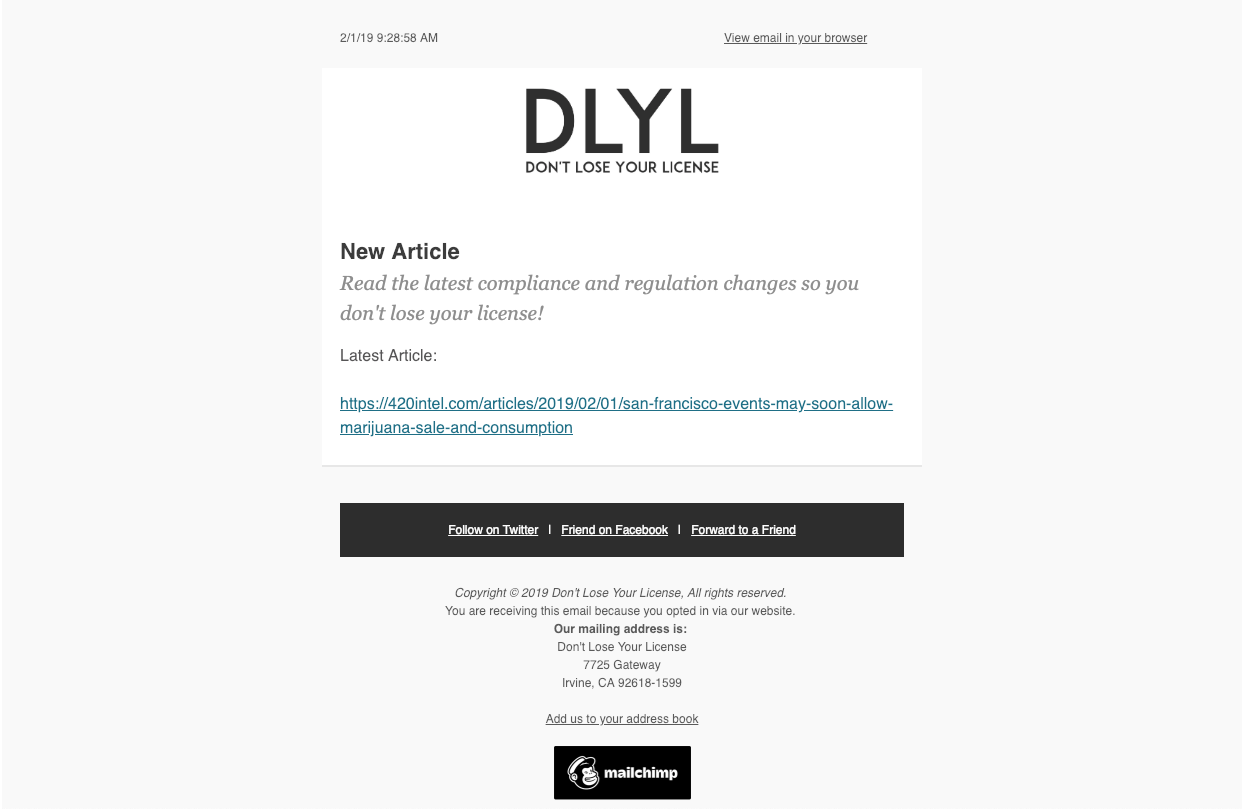 2/1/19 9:28:58 AM
View email in your browser
DLYL
DON'T LOSE YOUR LICENSE
New Article
Read the latest compliance and regulation changes so you
don't lose your license!
Latest Article:
https://420intel.com/articles/2019/02/01/san-francisco-events-may-soon-allow-
marijuana-sale-and-consumption
Follow on Twitter | Friend on Facebook | Forward to a Friend
Copyright © 2019 Don't Lose Your License, All rights reserved.
You are receiving this email because you opted in via our website.
Our mailing address is:
Don't Lose Your License
7725 Gateway
Irvine, CA 92618-1599
Add us to your address book
mailchimp